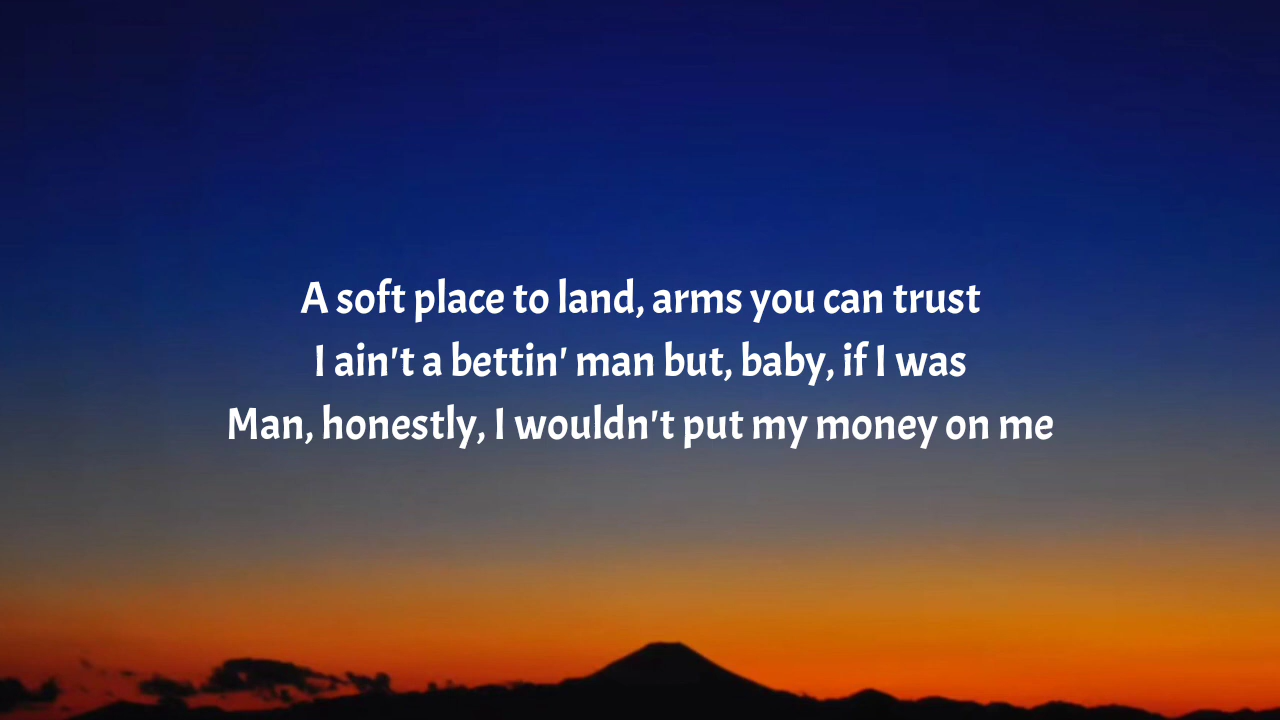 A soft place to land, arms you can trust
I ain't a bettin' man but, baby, if I was
Man, honestly, I wouldn't put my money on me